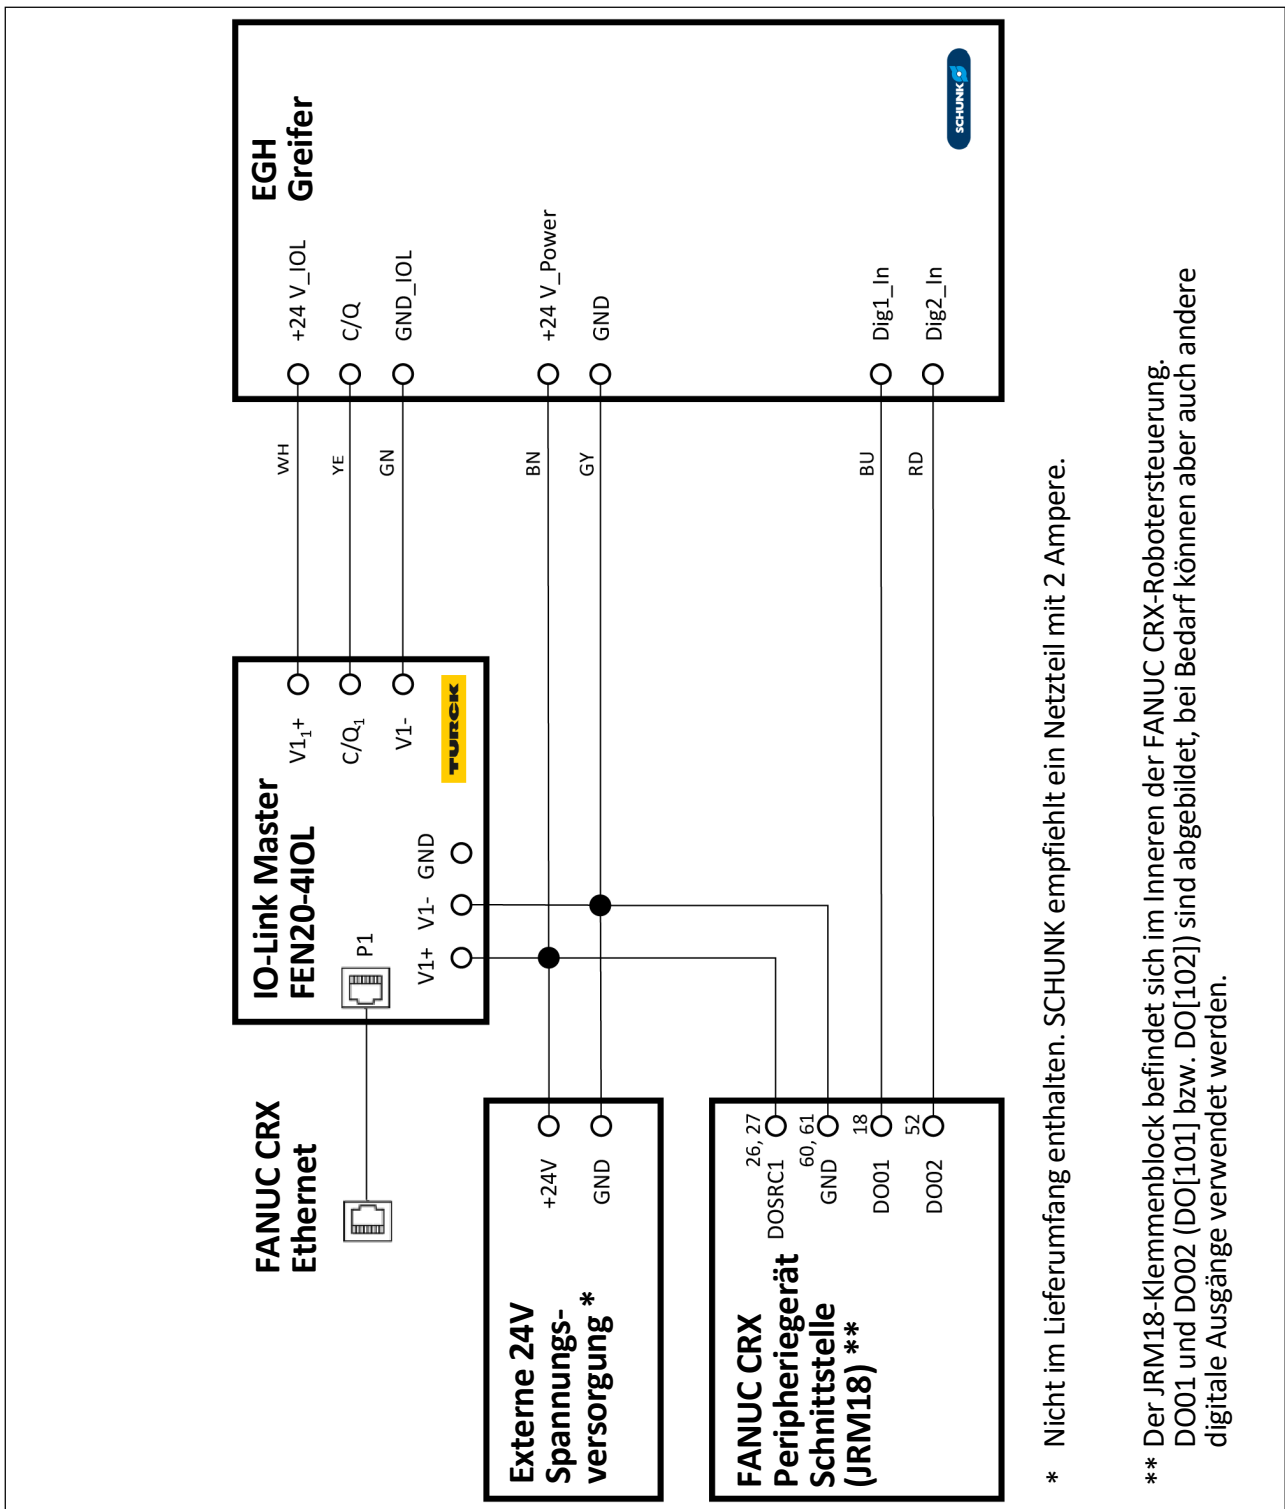 FANUC CRX
Ethernet
IO-Link Master
FEN20-4IOL
P1
V1₁+
C/Q₁
V1-
V1+
V1-
GND
TURCK
WH
YE
GN
BN
GY
BU
RD
EGH
Greifer
+24 V_IOL
C/Q
GND_IOL
+24 V_Power
GND
Dig1_In
Dig2_In
SCHUNK
Externe 24V
Spannungs-
versorgung *
+24V
GND
FANUC CRX
Peripheriegerät
Schnittstelle
(JRM18) **
26, 27
DOSRC1
60, 61
GND
18
DO01
52
DO02
* Nicht im Lieferumfang enthalten. SCHUNK empfiehlt ein Netzteil mit 2 Ampere.
** Der JRM18-Klemmenblock befindet sich im Inneren der FANUC CRX-Robotersteuerung.
DO01 und DO02 (DO[101] bzw. DO[102]) sind abgebildet, bei Bedarf können aber auch andere
digitale Ausgänge verwendet werden.